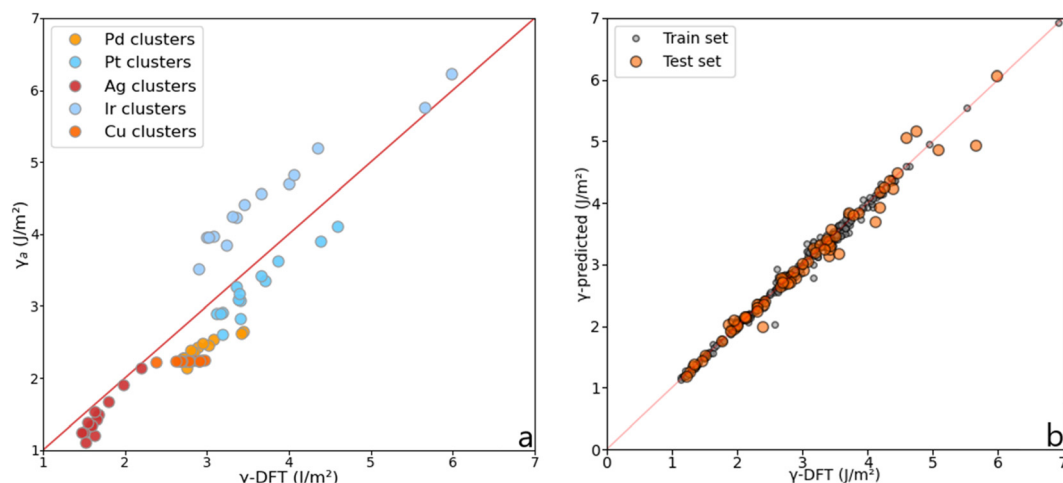 7
6
5
4
3
2
1
γₐ (J/m²)
Pd clusters
Pt clusters
Ag clusters
Ir clusters
Cu clusters
a
1 2 3 4 5 6 7
γ-DFT (J/m²)
7
6
5
4
3
2
1
0
γ-predicted (J/m²)
Train set
Test set
b
0 1 2 3 4 5 6 7
γ-DFT (J/m²)